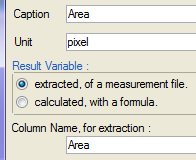 Caption Area
Unit pixel
Result Variable :
extracted, of a measurement file.
calculated, with a formula.
Column Name, for extraction :
Area